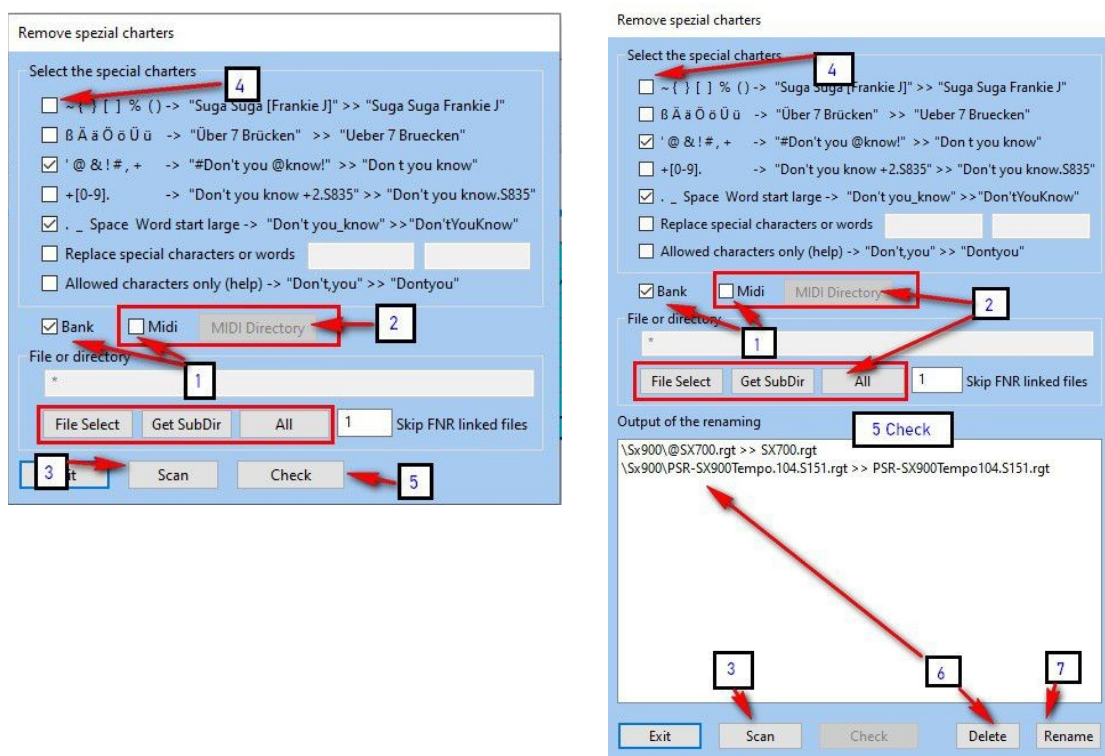 Remove spezial charters
Select the special charters
4
~ { } [ ] % ( ) -> "Suga Suga [Frankie J]" >> "Suga Suga Frankie J"
ß Ä ä Ö ö Ü ü -> "Über 7 Brücken" >> "Ueber 7 Bruecken"
' @ & ! # , + -> "#Don't you @know!" >> "Don t you know"
+[0-9]. -> "Don't you know +2.S835" >> "Don't you know.S835"
. _ Space Word start large -> "Don't you_know" >>"Don'tYouKnow"
Replace special characters or words
Allowed characters only (help) -> "Don't,you" >> "Dontyou"
Bank Midi MIDI Directory 2
File or directory
1
*
File Select Get SubDir All 1 Skip FNR linked files
3 it Scan Check 5
Remove spezial charters
Select the special charters
4
~ { } [ ] % ( ) -> "Suga Suga [Frankie J]" >> "Suga Suga Frankie J"
ß Ä ä Ö ö Ü ü -> "Über 7 Brücken" >> "Ueber 7 Bruecken"
' @ & ! # , + -> "#Don't you @know!" >> "Don t you know"
+[0-9]. -> "Don't you know +2.S835" >> "Don't you know.S835"
. _ Space Word start large -> "Don't you_know" >>"Don'tYouKnow"
Replace special characters or words
Allowed characters only (help) -> "Don't,you" >> "Dontyou"
Bank Midi MIDI Directory
2
File or directory
1
*
File Select Get SubDir All 1 Skip FNR linked files
Output of the renaming
5 Check
\Sx900\@SX700.rgt >> SX700.rgt
\Sx900\PSR-SX900Tempo.104.S151.rgt >> PSR-SX900Tempo104.S151.rgt
3 6 7
Exit Scan Check Delete Rename